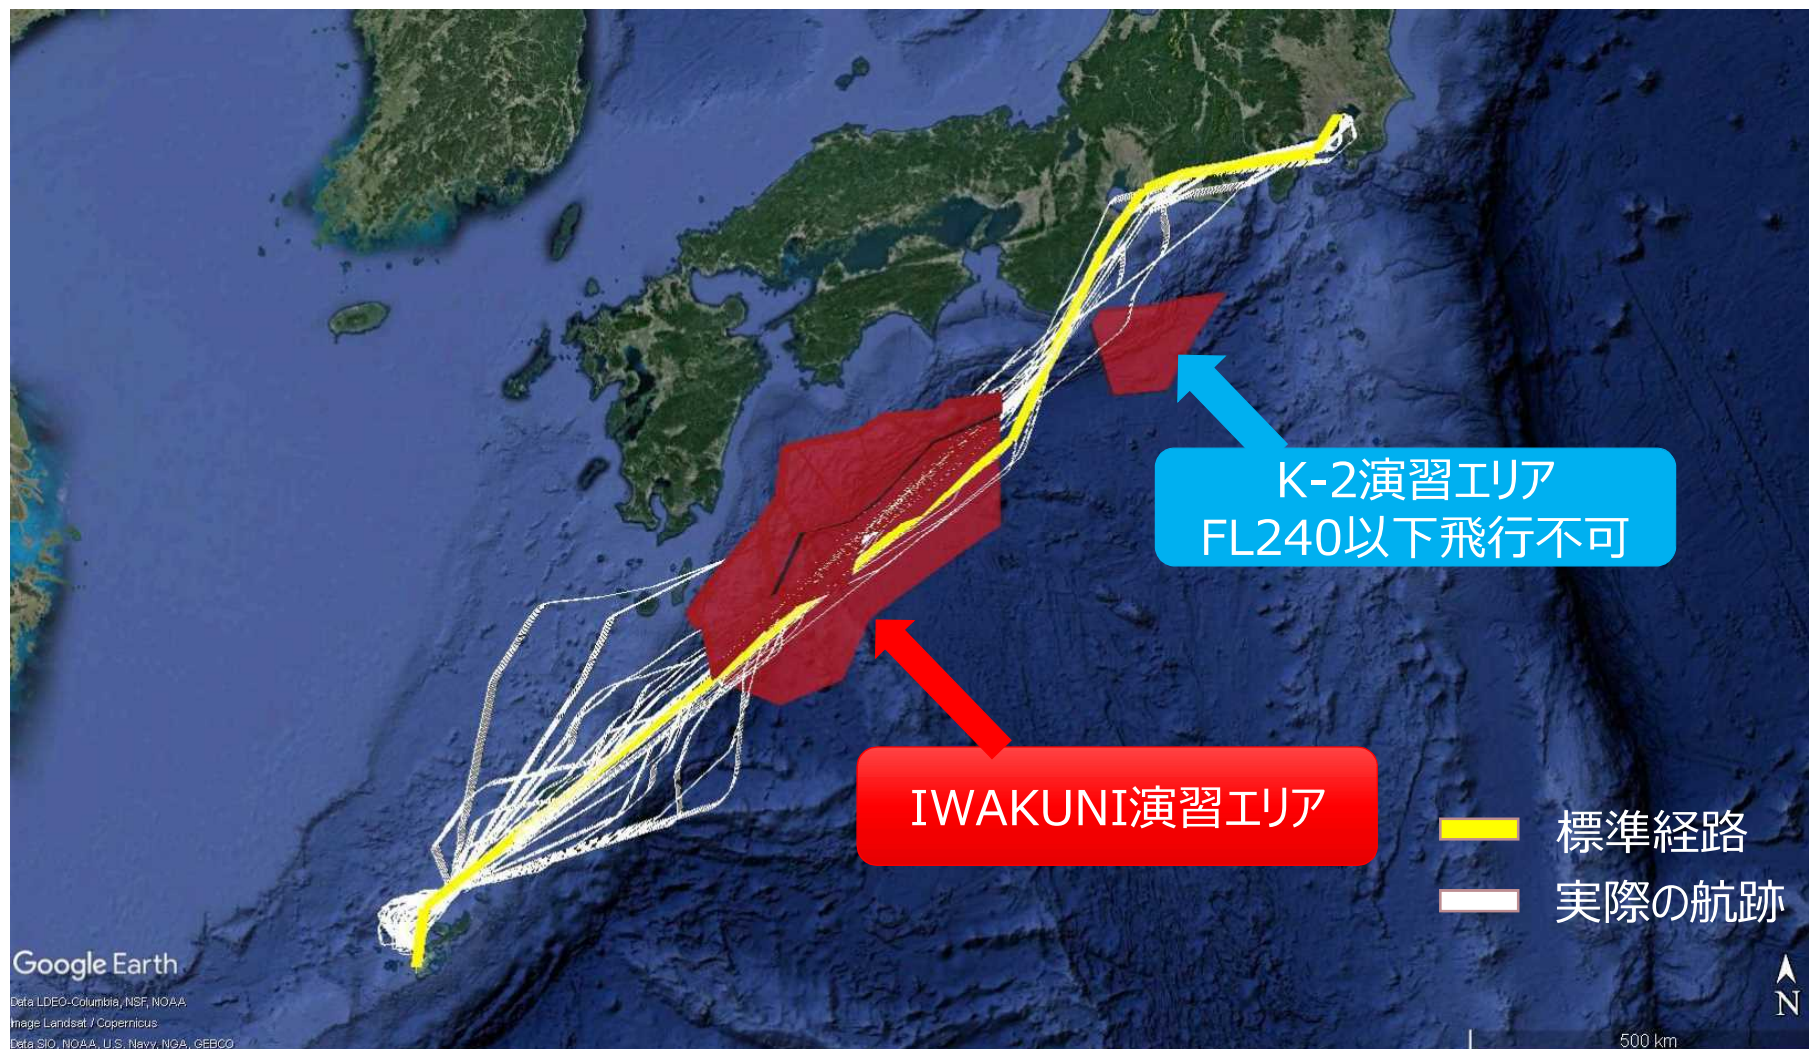 K-2演習エリア
FL240以下飛行不可
IWAKUNI演習エリア
標準経路
実際の航跡
Google Earth
Data LDEO-Columbia, NSF, NOAA
Image Landsat / Copernicus
Data SIO, NOAA, U.S. Navy, NGA, GEBCO
N
500 km